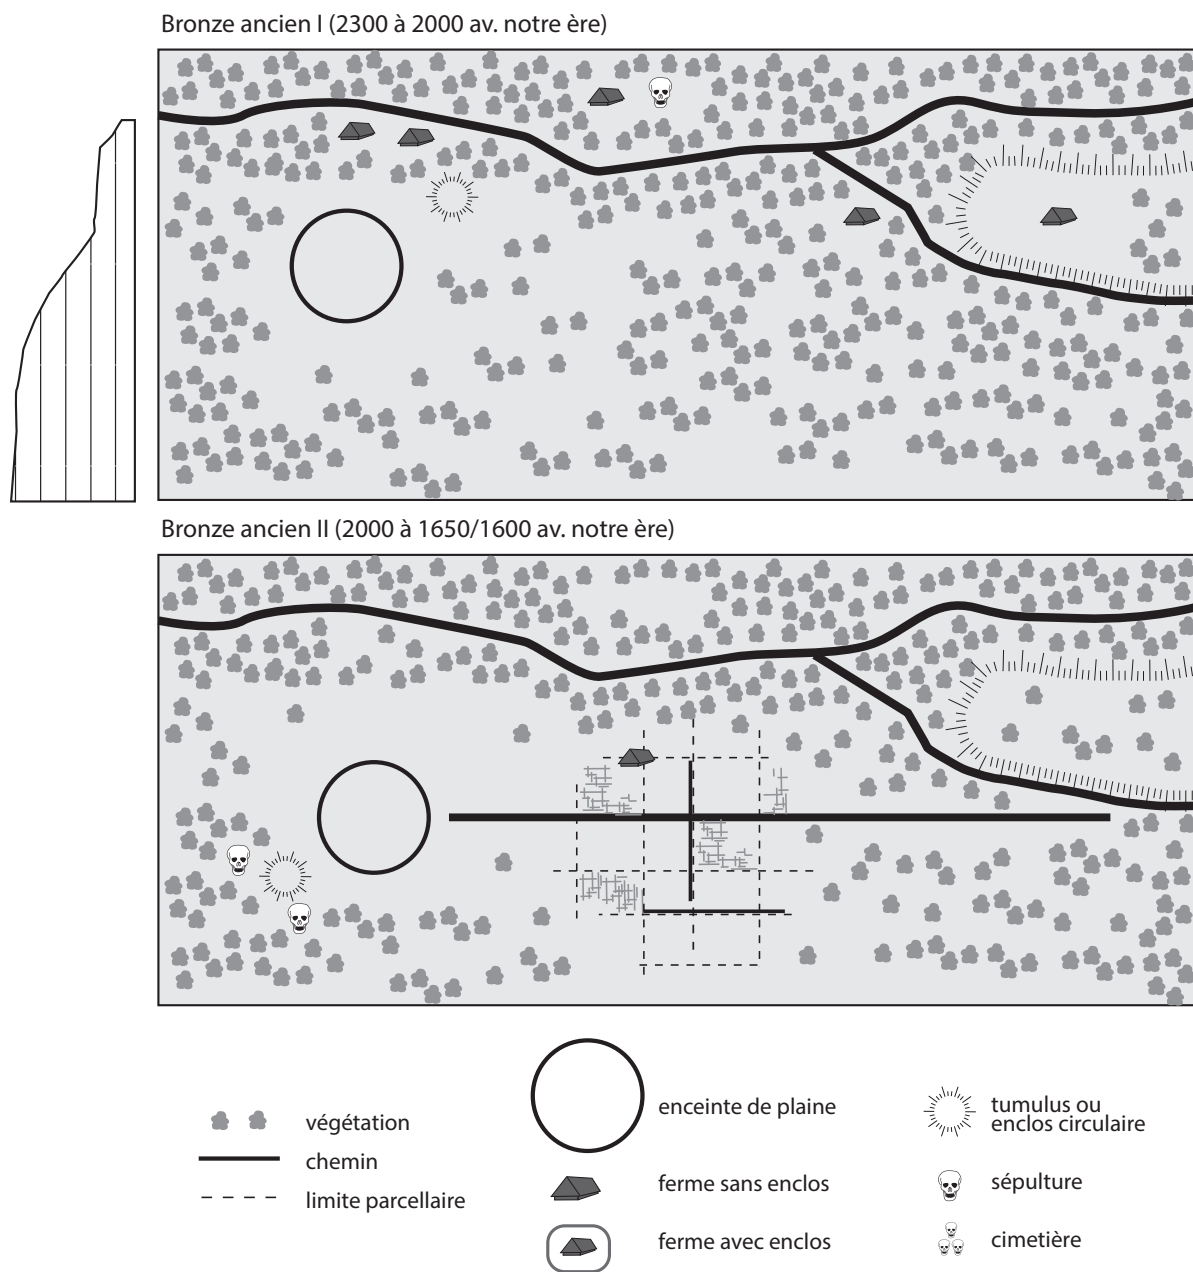 Bronze ancien I (2300 à 2000 av. notre ère)
Bronze ancien II (2000 à 1650/1600 av. notre ère)
végétation
chemin
limite parcellaire
enceinte de plaine
ferme sans enclos
ferme avec enclos
tumulus ou
enclos circulaire
sépulture
cimetière